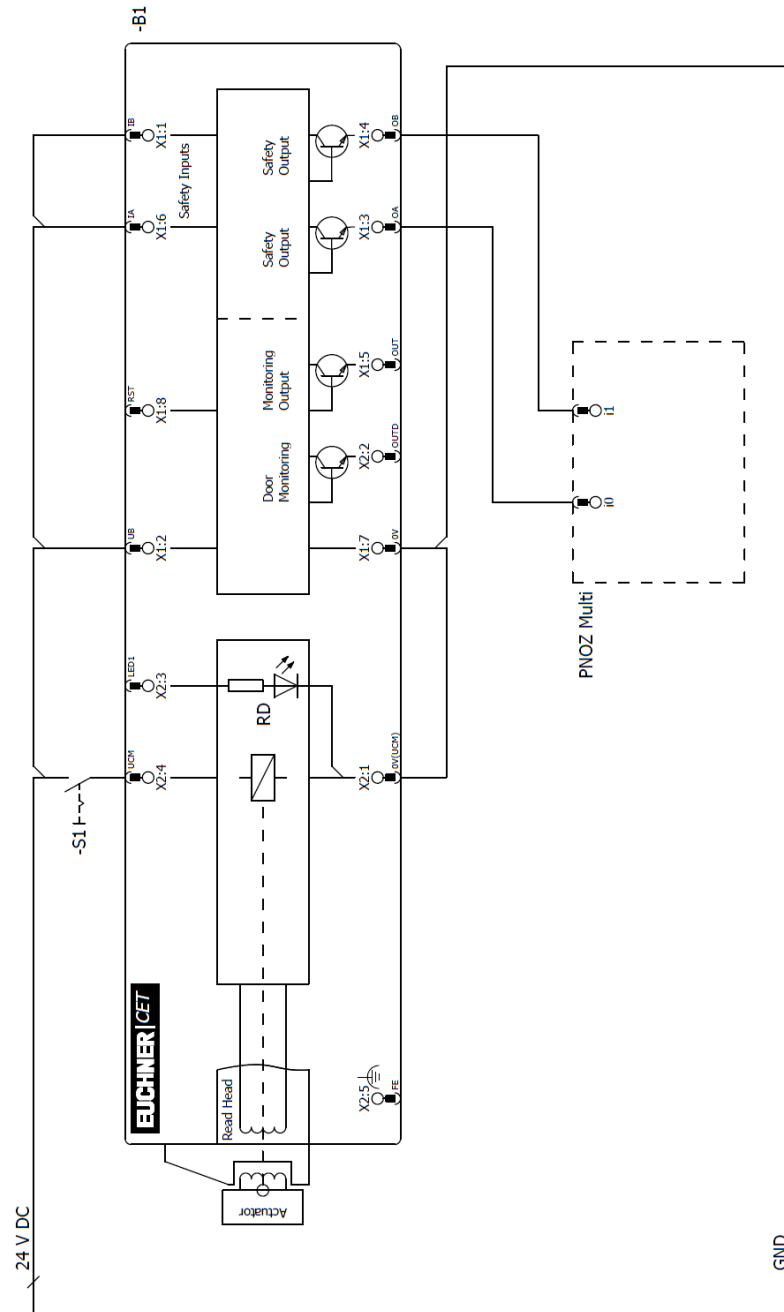 24 V DC
GND
-B1
-S1
EUCHNER|CET
Actuator
Read Head
FE
X2:5
UCM
X2:4
X2:1
0V(UCM)
LED1
X2:3
RD
UB
X1:2
X1:7
0V
Door
Monitoring
X2:2
OUTD
RST
X1:8
Monitoring
Output
X1:5
OUT
IA
X1:6
Safety Inputs
Safety
Output
X1:3
OA
IB
X1:1
Safety
Output
X1:4
OB
PNOZ Multi
i0
i1